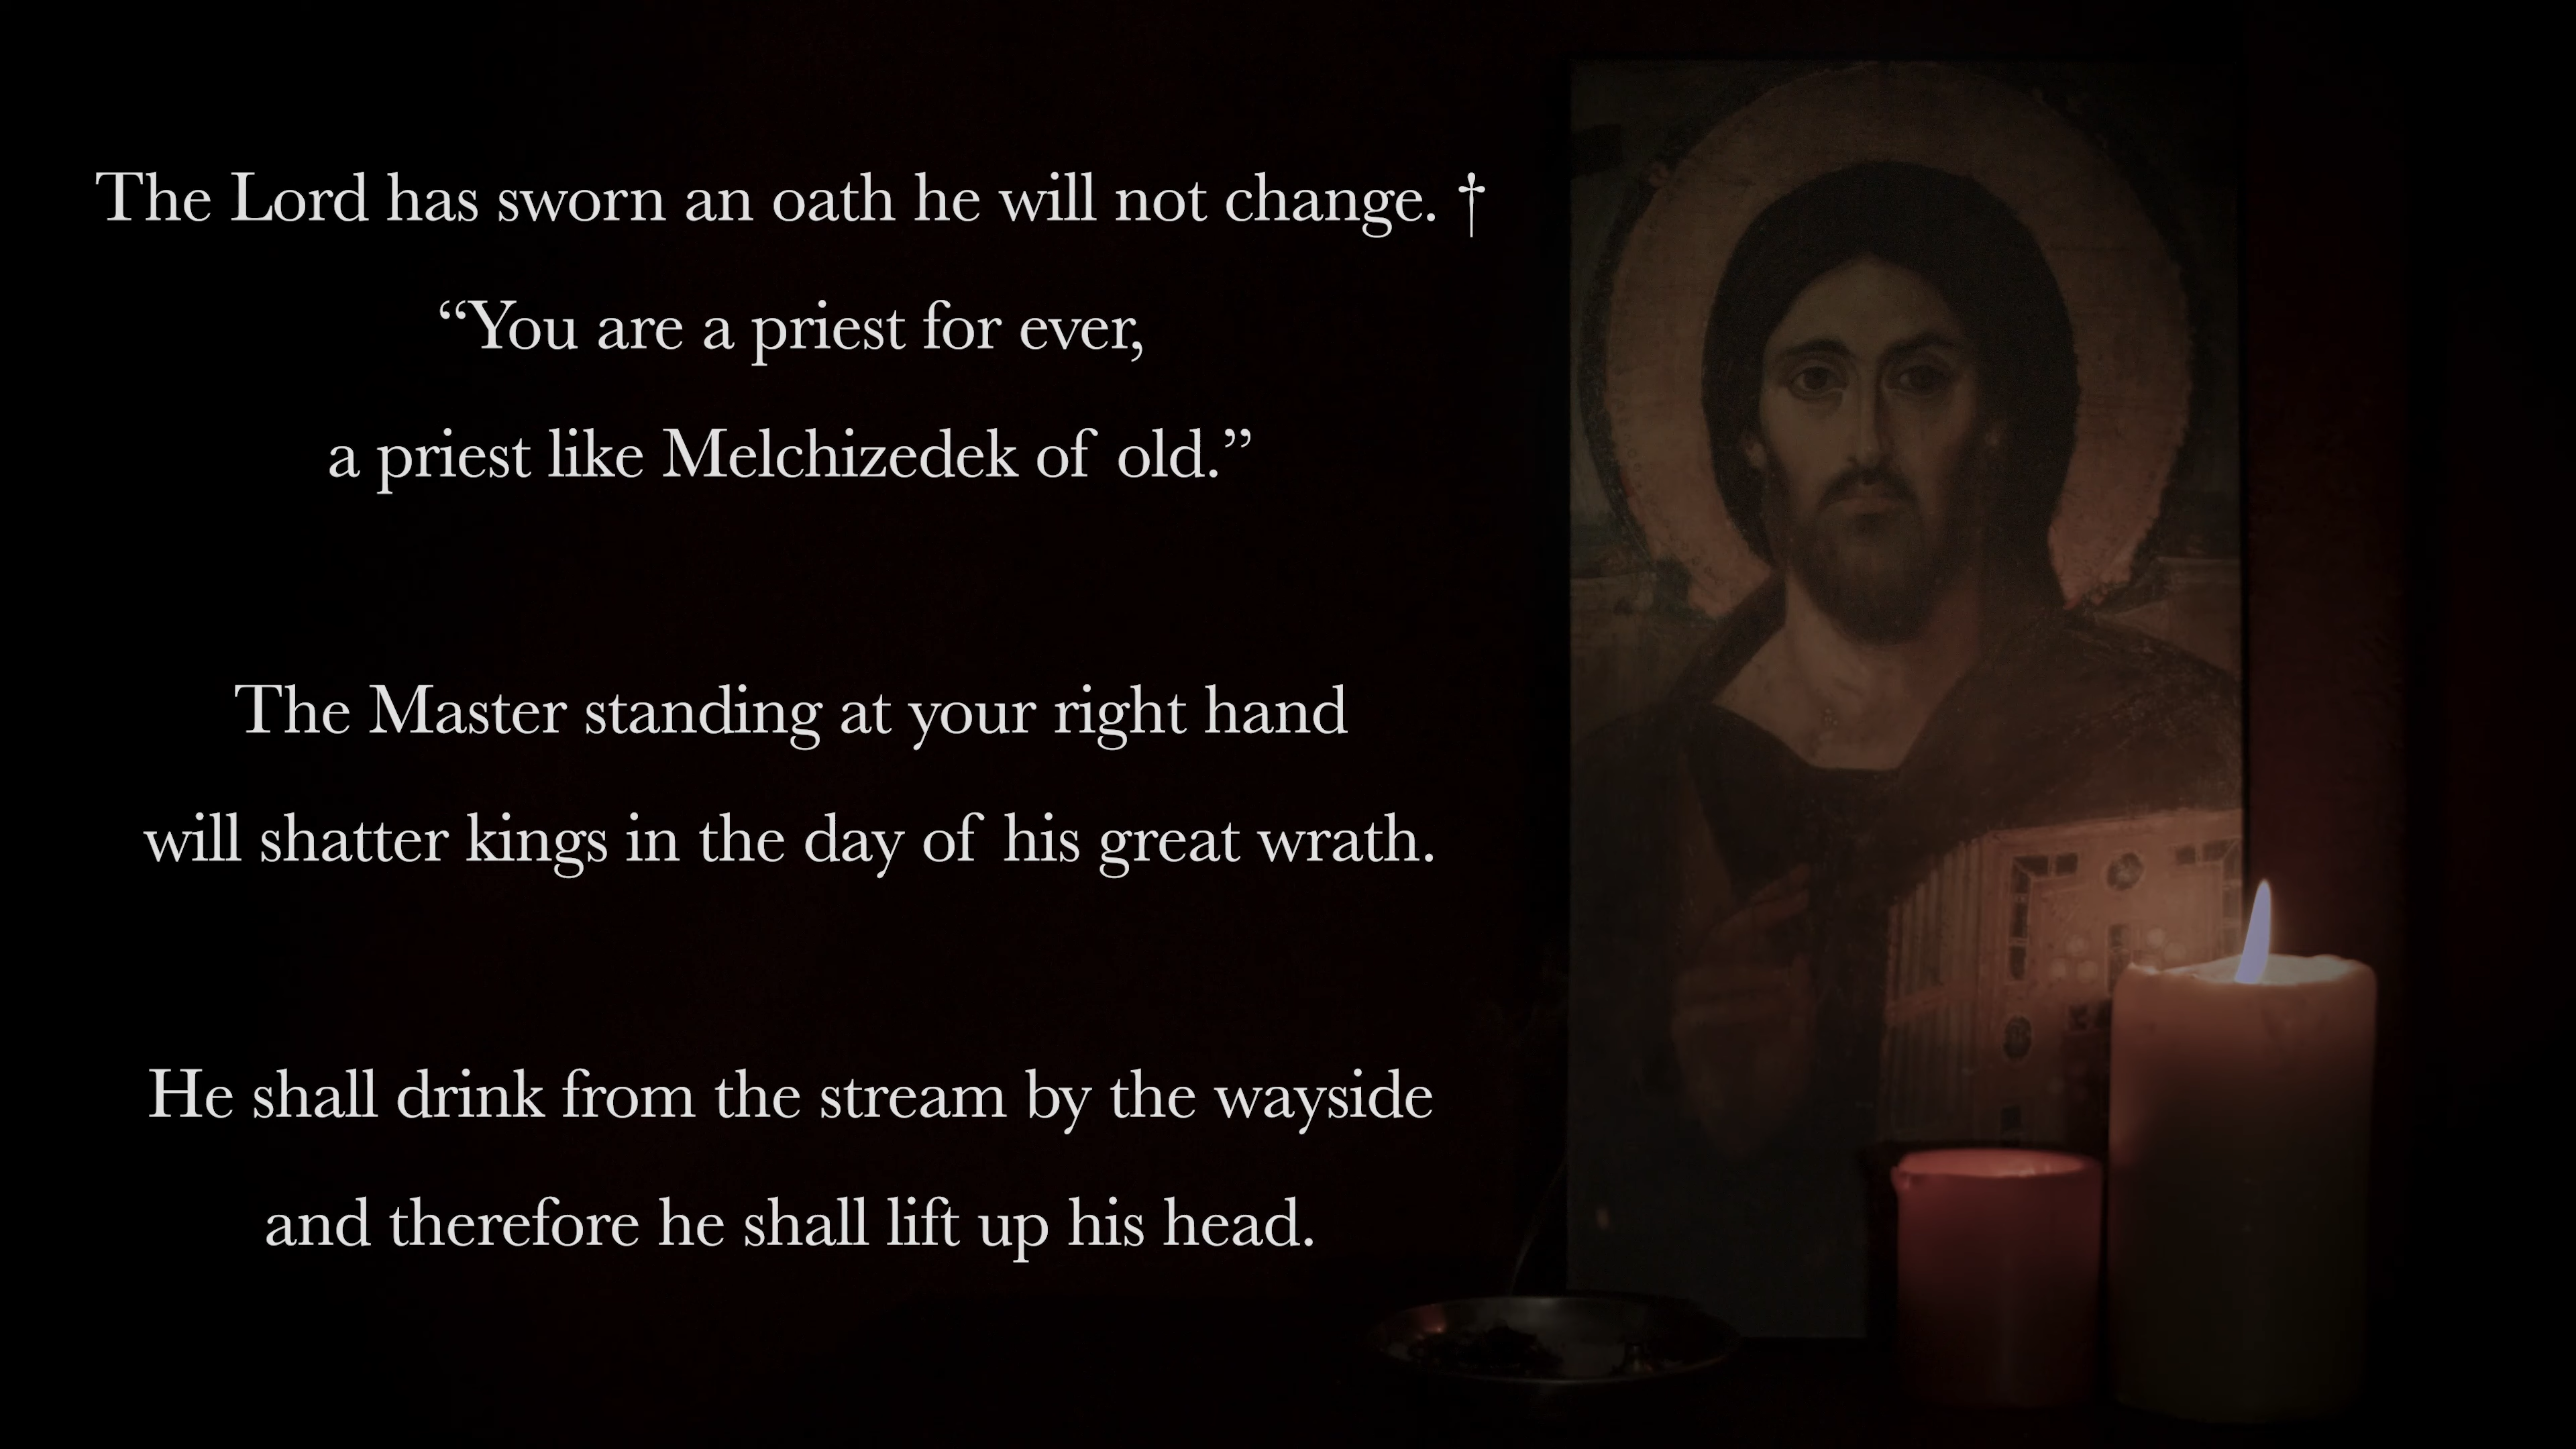 The Lord has sworn an oath he will not change. †
“You are a priest for ever,
a priest like Melchizedek of old.”
The Master standing at your right hand
will shatter kings in the day of his great wrath.
He shall drink from the stream by the wayside
and therefore he shall lift up his head.